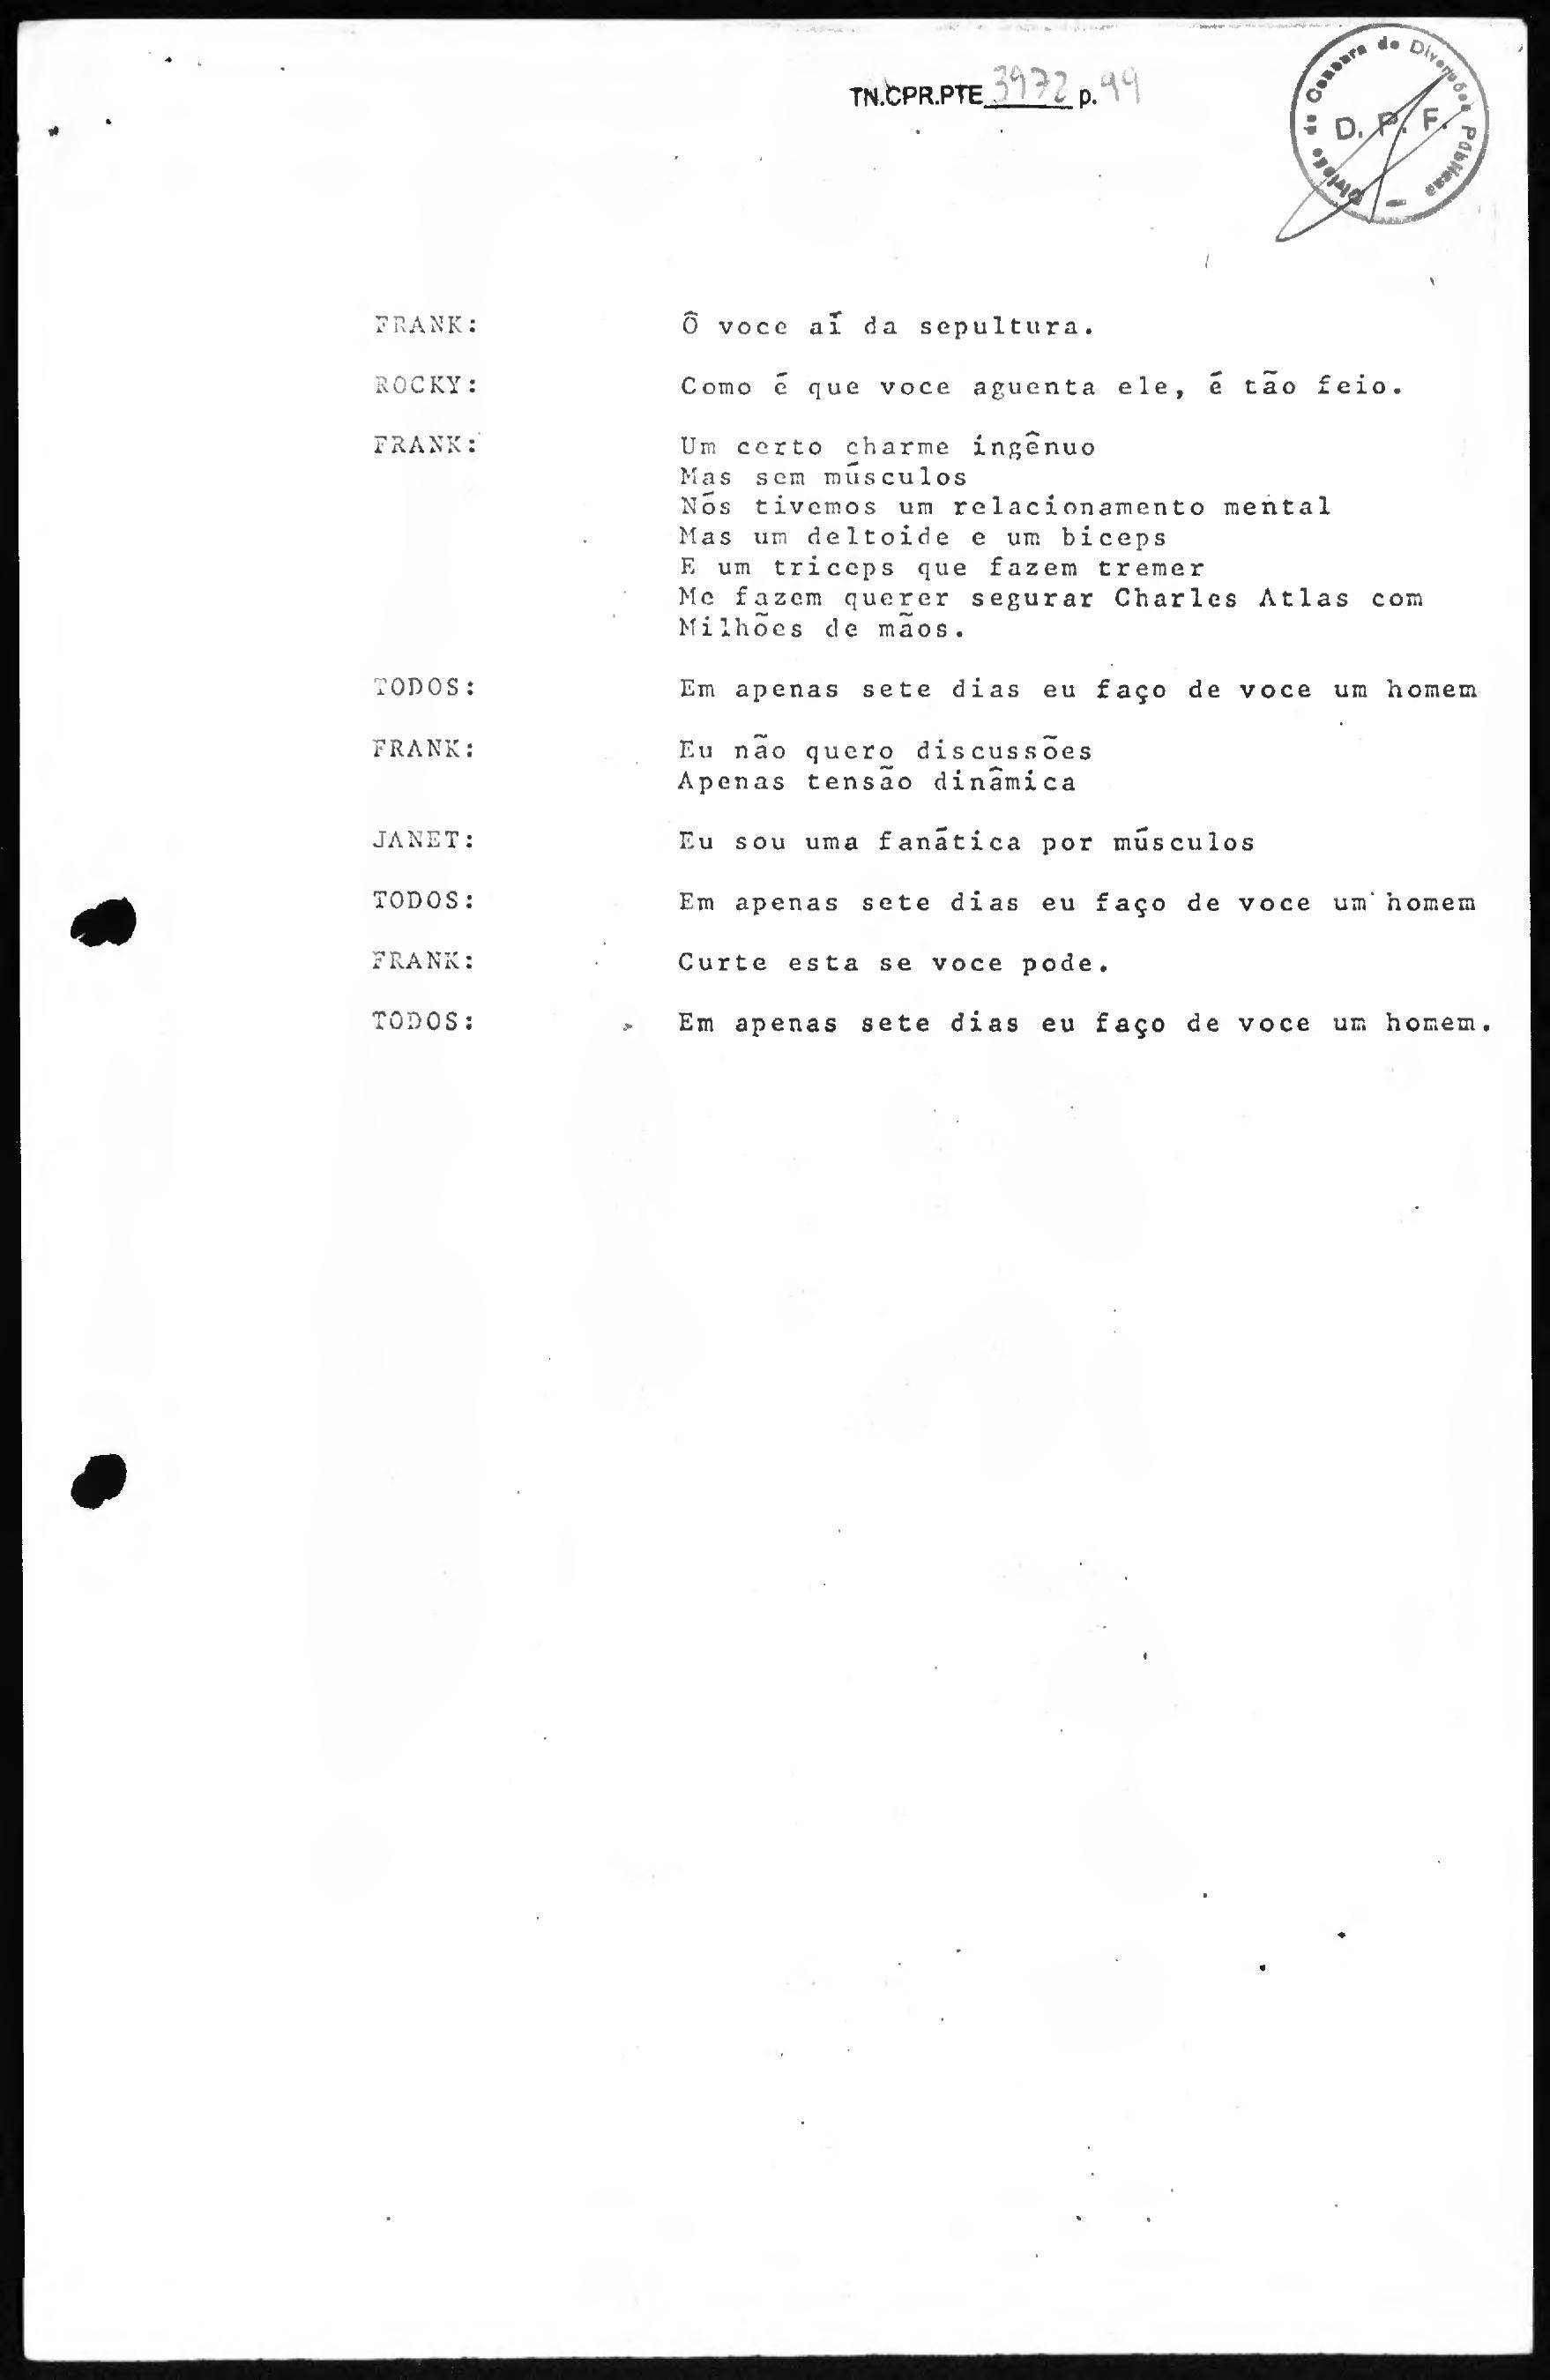 TN.CPR.PTE 3972 p. 99
Divisão de Censura de Diversões Públicas —
D. P. F.
FRANK: Ô voce aí da sepultura.
ROCKY: Como é que voce aguenta ele, é tão feio.
FRANK: Um certo charme ingênuo
Mas sem músculos
Nós tivemos um relacionamento mental
Mas um deltoide e um biceps
E um triceps que fazem tremer
Me fazem querer segurar Charles Atlas com
Milhões de mãos.
TODOS: Em apenas sete dias eu faço de voce um homem
FRANK: Eu não quero discussões
Apenas tensão dinâmica
JANET: Eu sou uma fanática por músculos
TODOS: Em apenas sete dias eu faço de voce um homem
FRANK: Curte esta se voce pode.
TODOS: Em apenas sete dias eu faço de voce um homem.